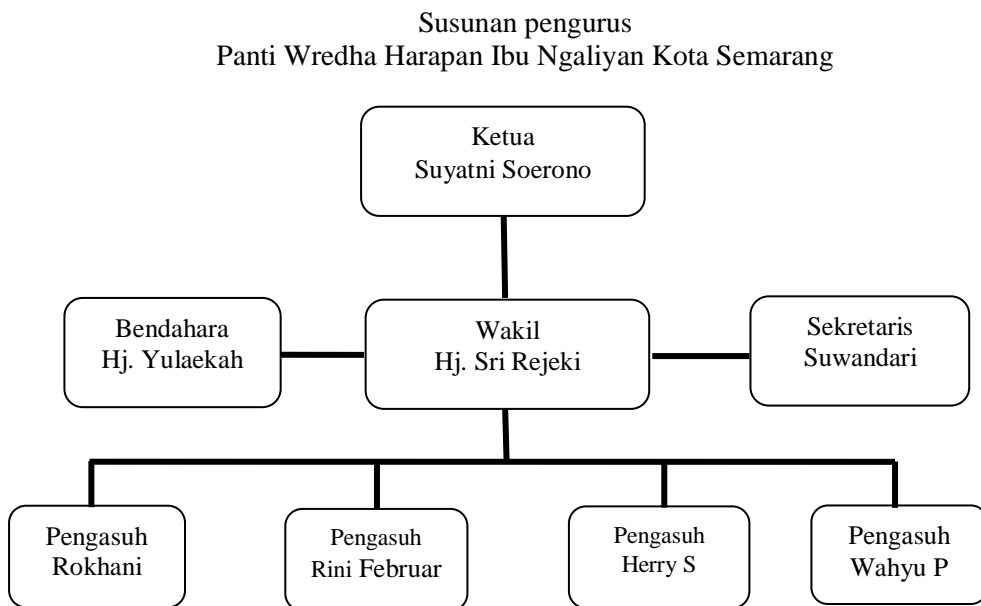 Susunan pengurus
Panti Wredha Harapan Ibu Ngaliyan Kota Semarang
Ketua
Suyatni Soerono
Bendahara
Hj. Yulaekah
Wakil
Hj. Sri Rejeki
Sekretaris
Suwandari
Pengasuh
Rokhani
Pengasuh
Rini Februar
Pengasuh
Herry S
Pengasuh
Wahyu P